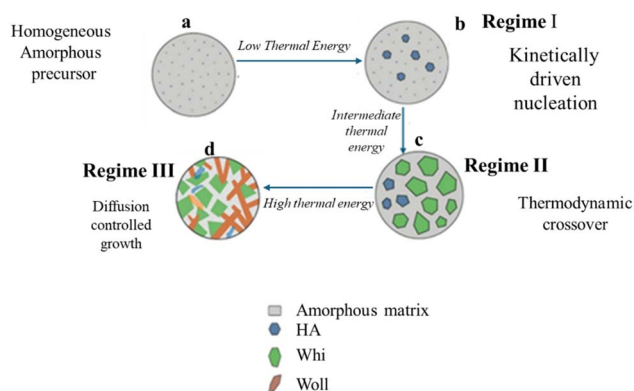 Homogeneous
Amorphous
precursor
a
Low Thermal Energy
b
Regime I
Kinetically
driven
nucleation
Intermediate
thermal
energy
c
Regime II
Thermodynamic
crossover
High thermal energy
d
Regime III
Diffusion
controlled
growth
Amorphous matrix
HA
Whi
Woll